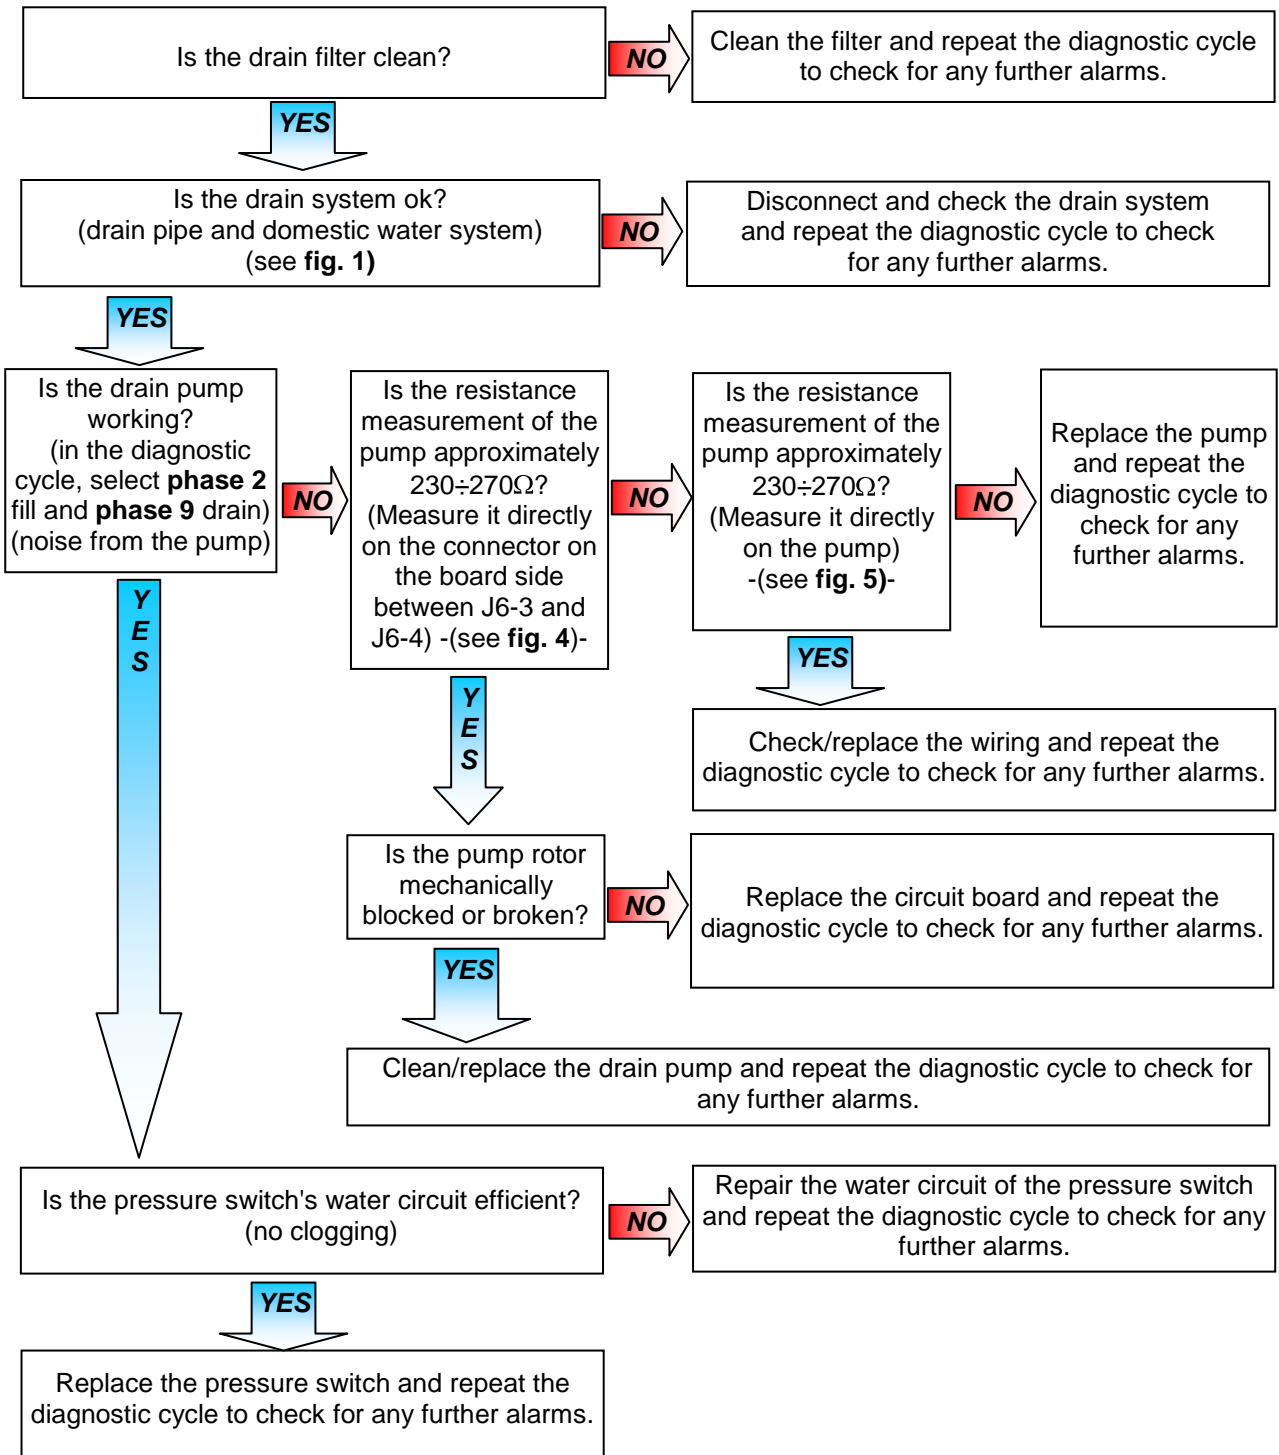 Is the drain filter clean?
NO
Clean the filter and repeat the diagnostic cycle
to check for any further alarms.
YES
Is the drain system ok?
(drain pipe and domestic water system)
(see fig. 1)
NO
Disconnect and check the drain system
and repeat the diagnostic cycle to check
for any further alarms.
YES
Is the drain pump
working?
(in the diagnostic
cycle, select phase 2
fill and phase 9 drain)
(noise from the pump)
NO
Is the resistance
measurement of the
pump approximately
230÷270Ω?
(Measure it directly
on the connector on
the board side
between J6-3 and
J6-4) -(see fig. 4)-
NO
Is the resistance
measurement of the
pump approximately
230÷270Ω?
(Measure it directly
on the pump)
-(see fig. 5)-
NO
Replace the pump
and repeat the
diagnostic cycle to
check for any
further alarms.
Y
E
S
Y
E
S
YES
Check/replace the wiring and repeat the
diagnostic cycle to check for any further alarms.
Is the pump rotor
mechanically
blocked or broken?
NO
Replace the circuit board and repeat the
diagnostic cycle to check for any further alarms.
YES
Clean/replace the drain pump and repeat the diagnostic cycle to check for
any further alarms.
Is the pressure switch's water circuit efficient?
(no clogging)
NO
Repair the water circuit of the pressure switch
and repeat the diagnostic cycle to check for any
further alarms.
YES
Replace the pressure switch and repeat the
diagnostic cycle to check for any further alarms.